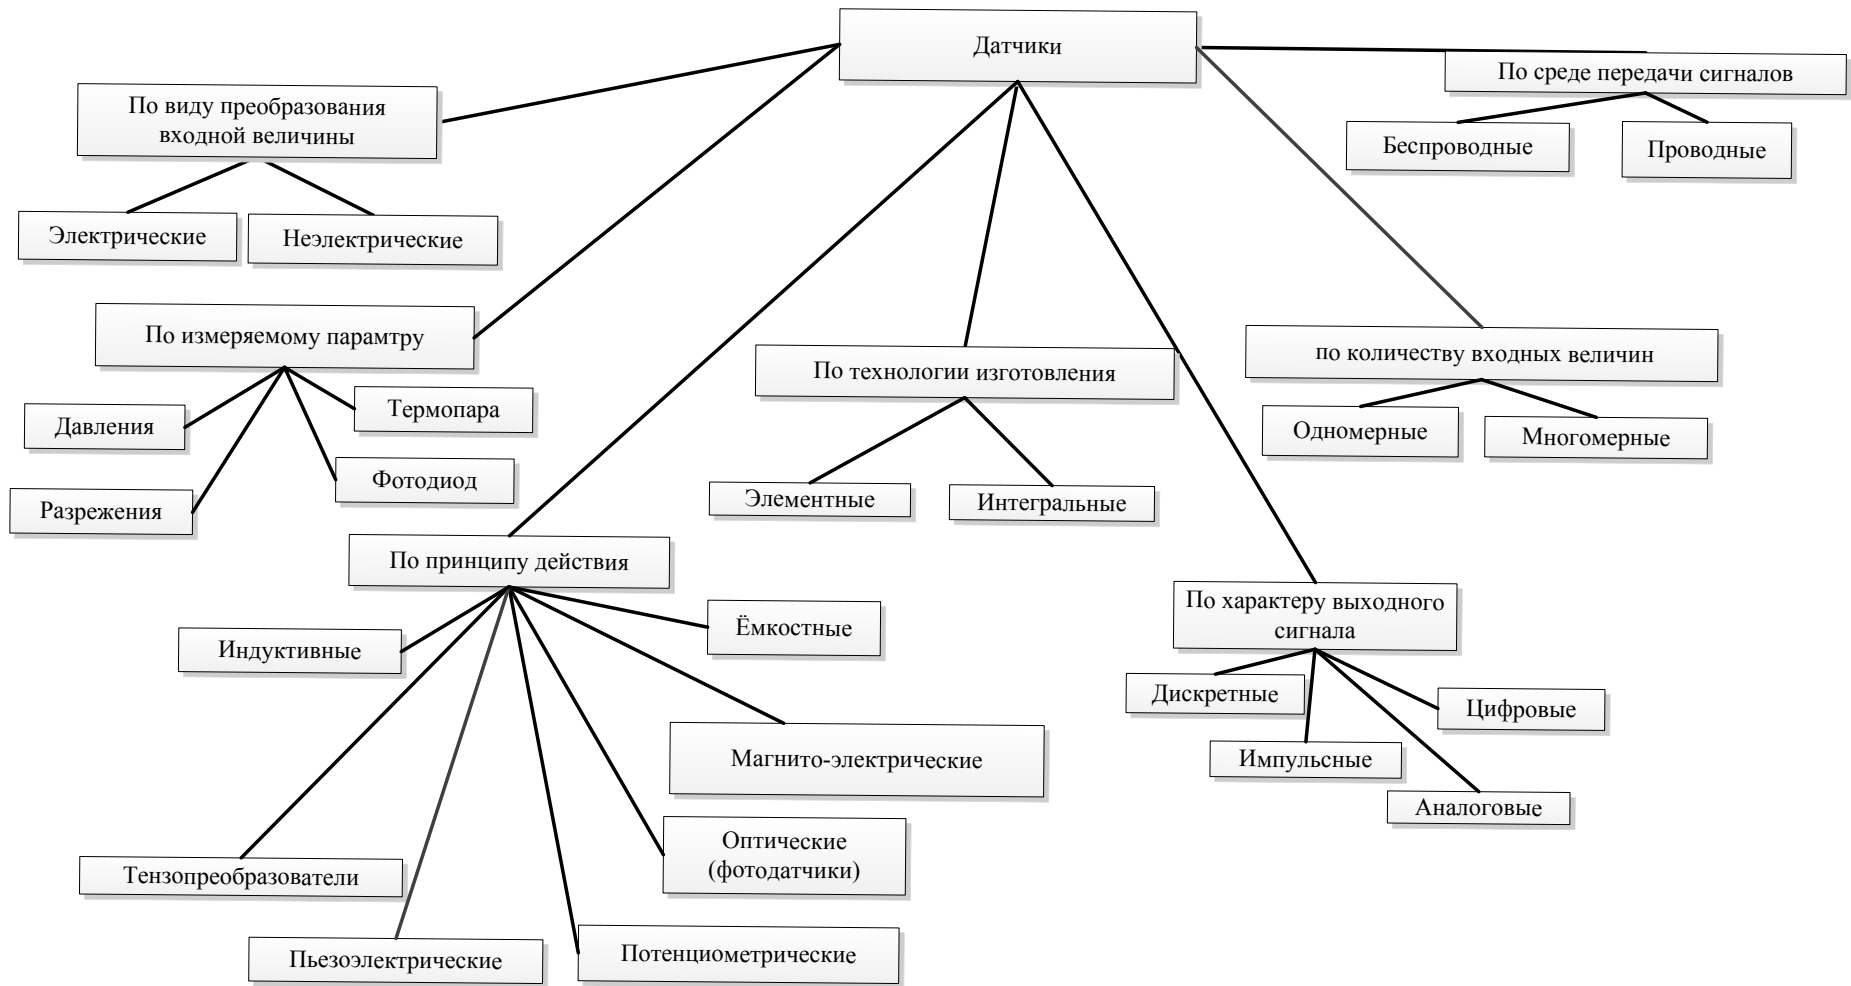 Датчики
По среде передачи сигналов
Беспроводные
Проводные
По виду преобразования
входной величины
Электрические
Неэлектрические
По измеряемому парамтру
Термопара
Давления
Фотодиод
Разрежения
По технологии изготовления
Элементные
Интегральные
по количеству входных величин
Одномерные
Многомерные
По принципу действия
Ёмкостные
Индуктивные
Магнито-электрические
Оптические
(фотодатчики)
Тензопреобразователи
Пьезоэлектрические
Потенциометрические
По характеру выходного
сигнала
Дискретные
Цифровые
Импульсные
Аналоговые